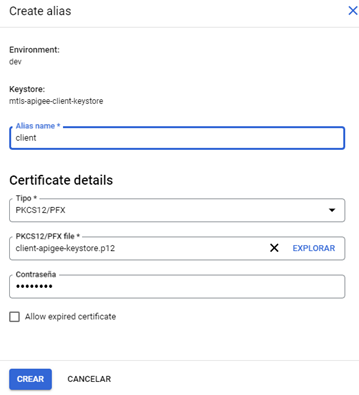 Create alias
Environment:
dev
Keystore:
mtls-apigee-client-keystore
Alias name *
client
Certificate details
Tipo *
PKCS12/PFX
PKCS12/PFX file *
client-apigee-keystore.p12
EXPLORAR
Contraseña
••••••••
Allow expired certificate
CREAR
CANCELAR